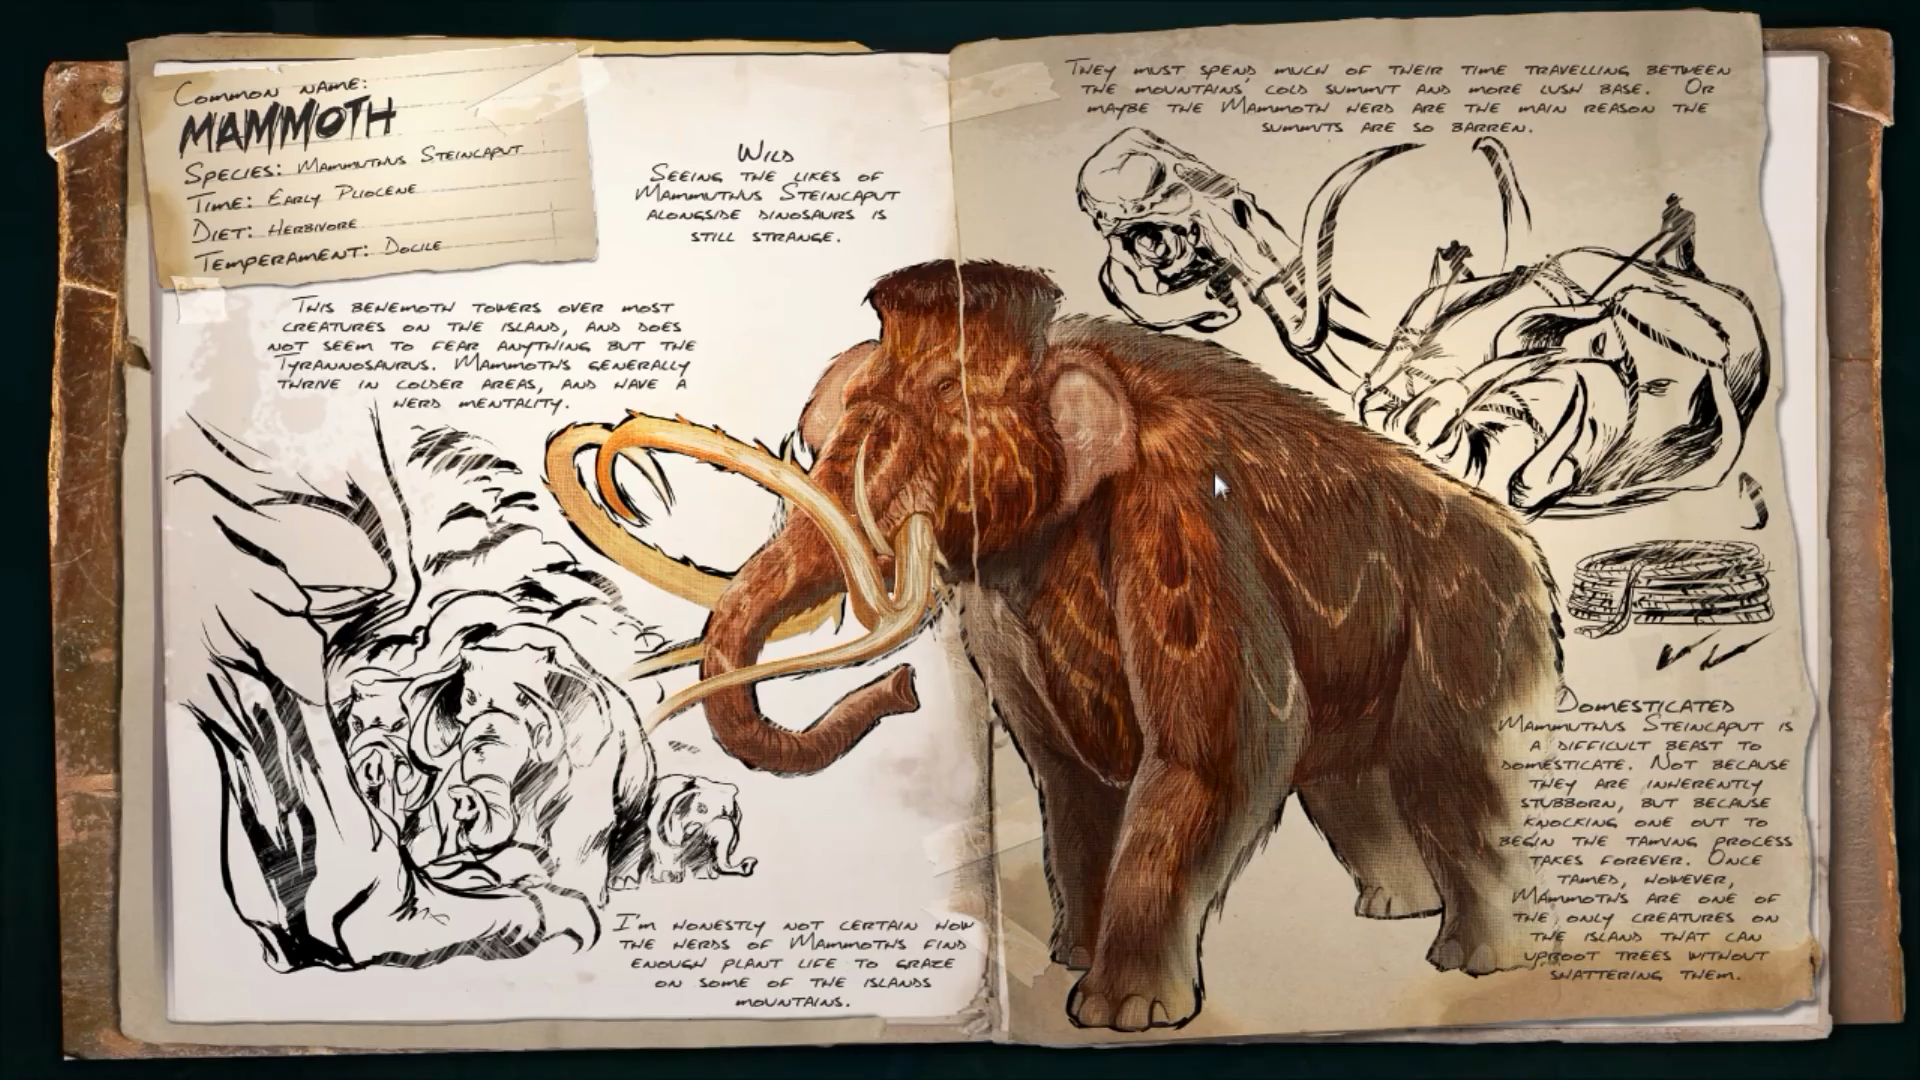 Common name:
MAMMOTH
Species: Mammuthus Steincaput
Time: Early Pliocene
Diet: Herbivore
Temperament: Docile
Wild
Seeing the likes of
Mammuthus Steincaput
alongside dinosaurs is
still strange.
This behemoth towers over most
creatures on the island, and does
not seem to fear anything but the
Tyrannosaurus. Mammoths generally
thrive in colder areas, and have a
herd mentality.
I'm honestly not certain how
the herds of Mammoths find
enough plant life to graze
on some of the islands
mountains.
They must spend much of their time travelling between
the mountains' cold summit and more lush base. Or
maybe the Mammoth herd are the main reason the
summits are so barren.
Domesticated
Mammuthus Steincaput is
a difficult beast to
domesticate. Not because
they are inherently
stubborn, but because
knocking one out to
begin the taming process
takes forever. Once
tamed, however,
Mammoths are one of
the only creatures on
the island that can
uproot trees without
shattering them.